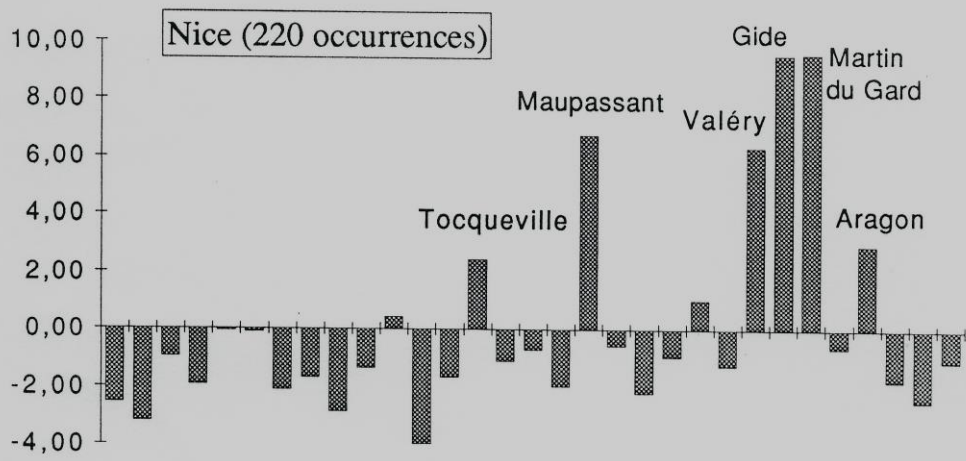 Nice (220 occurrences)
10,00
8,00
6,00
4,00
2,00
0,00
-2,00
-4,00
Tocqueville
Maupassant
Valéry
Gide
Martin
du Gard
Aragon